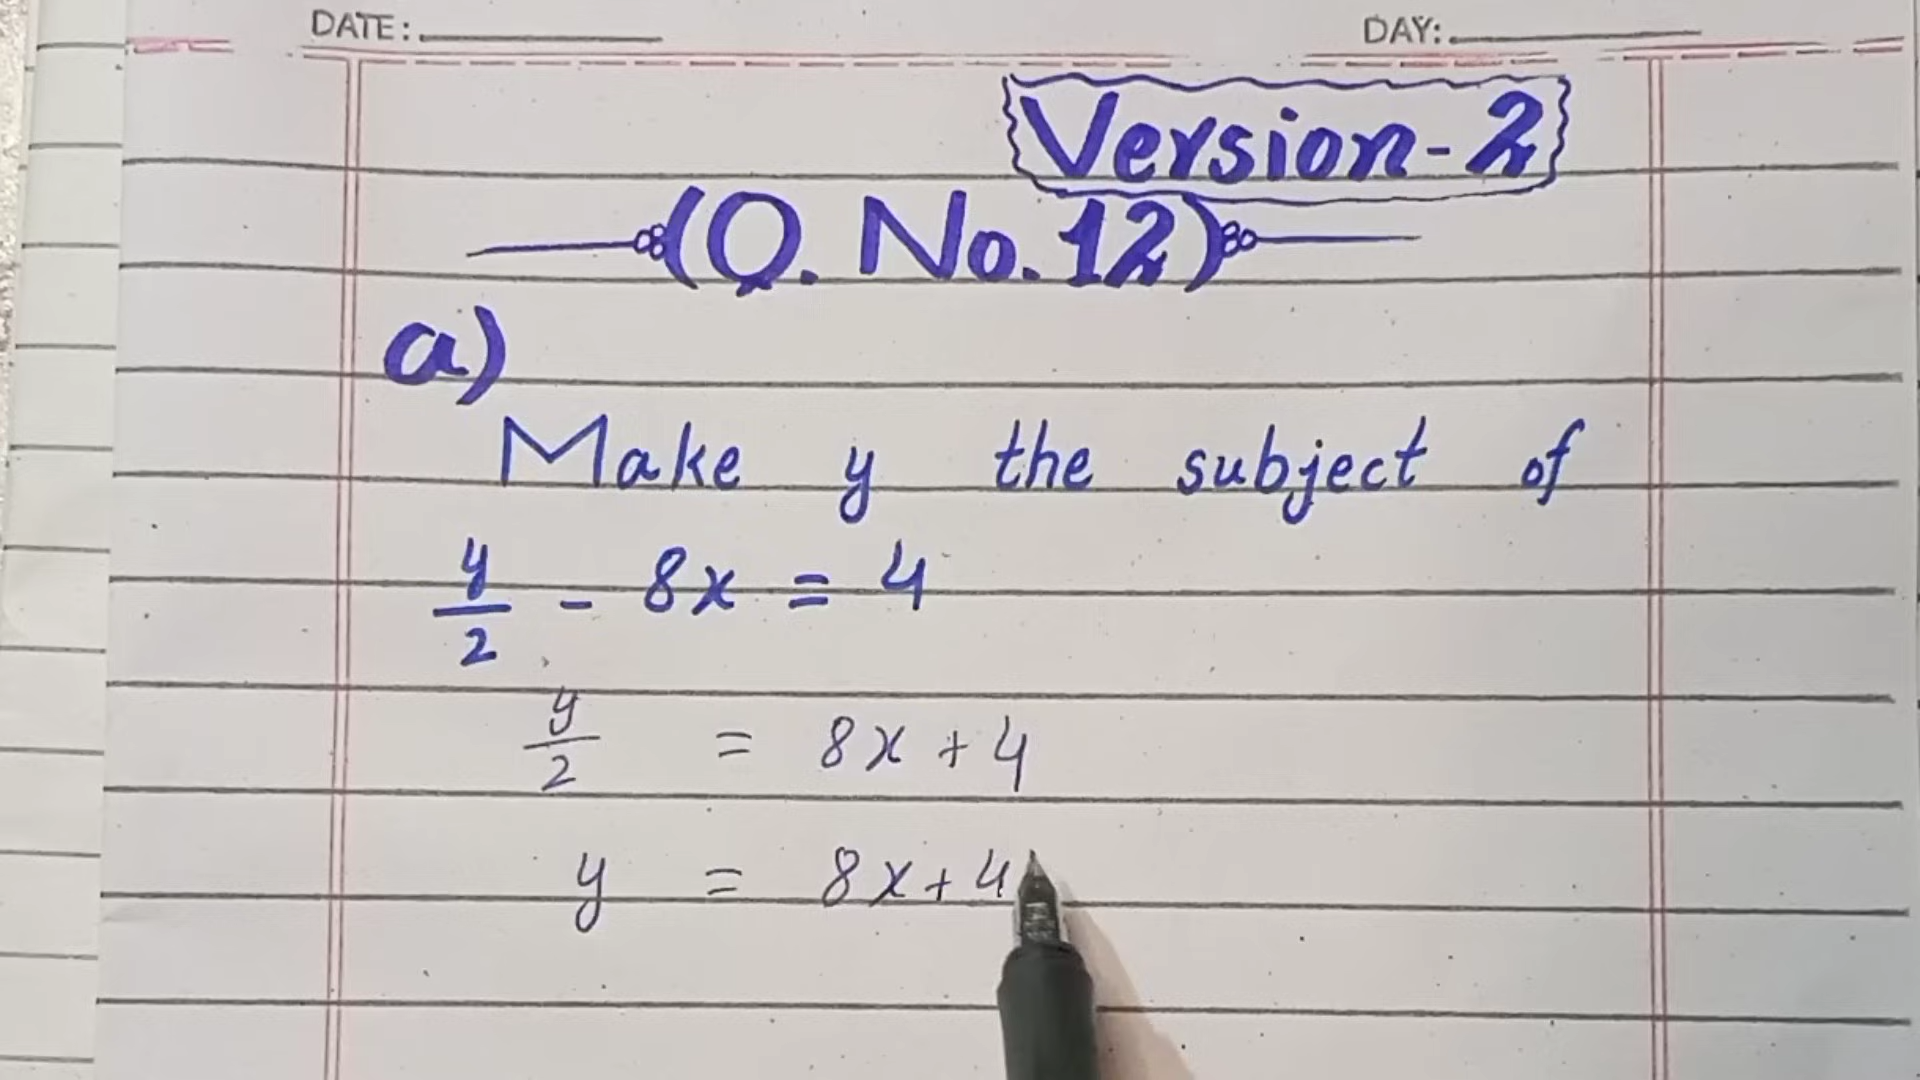 DATE: DAY:
Version-2
(Q. No. 12)
a)
Make y the subject of
y/2 - 8x = 4
y/2 = 8x + 4
y = 8x + 4